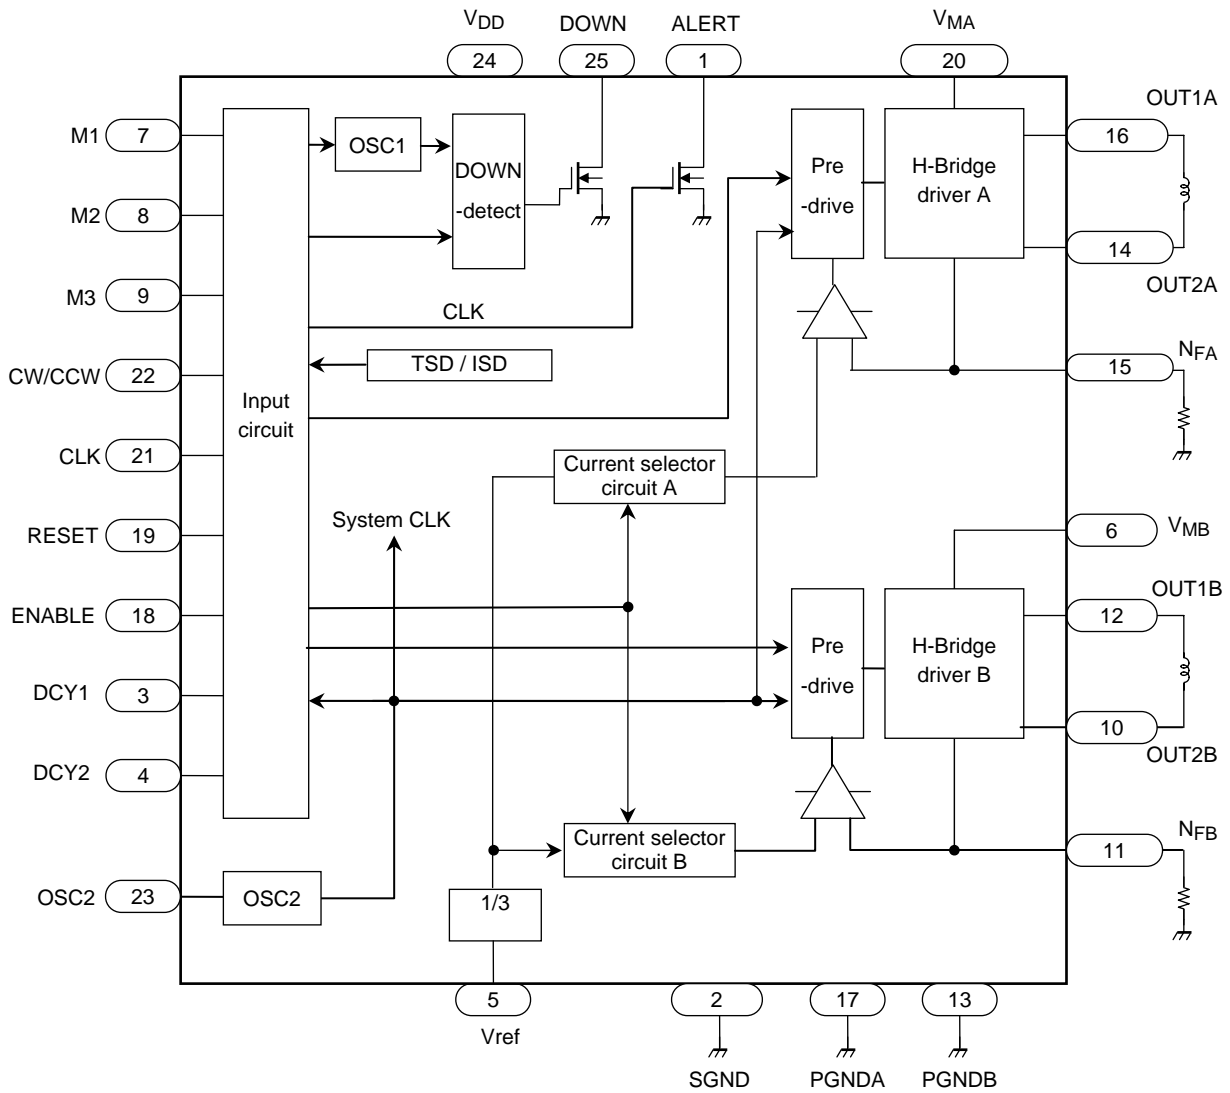 VDD DOWN ALERT VMA
24 25 1 20
OUT1A
M1 7
OSC1
16
DOWN
-detect
Pre
-drive
H-Bridge
driver A
M2 8
14
OUT2A
M3 9
CLK
TSD / ISD
NFA
15
CW/CCW 22
Input
circuit
CLK 21
Current selector
circuit A
System CLK
RESET 19
6 VMB
OUT1B
ENABLE 18
12
Pre
-drive
H-Bridge
driver B
DCY1 3
10
OUT2B
DCY2 4
Current selector
circuit B
NFB
11
OSC2 23
OSC2
1/3
5 2 17 13
Vref
SGND PGNDA PGNDB